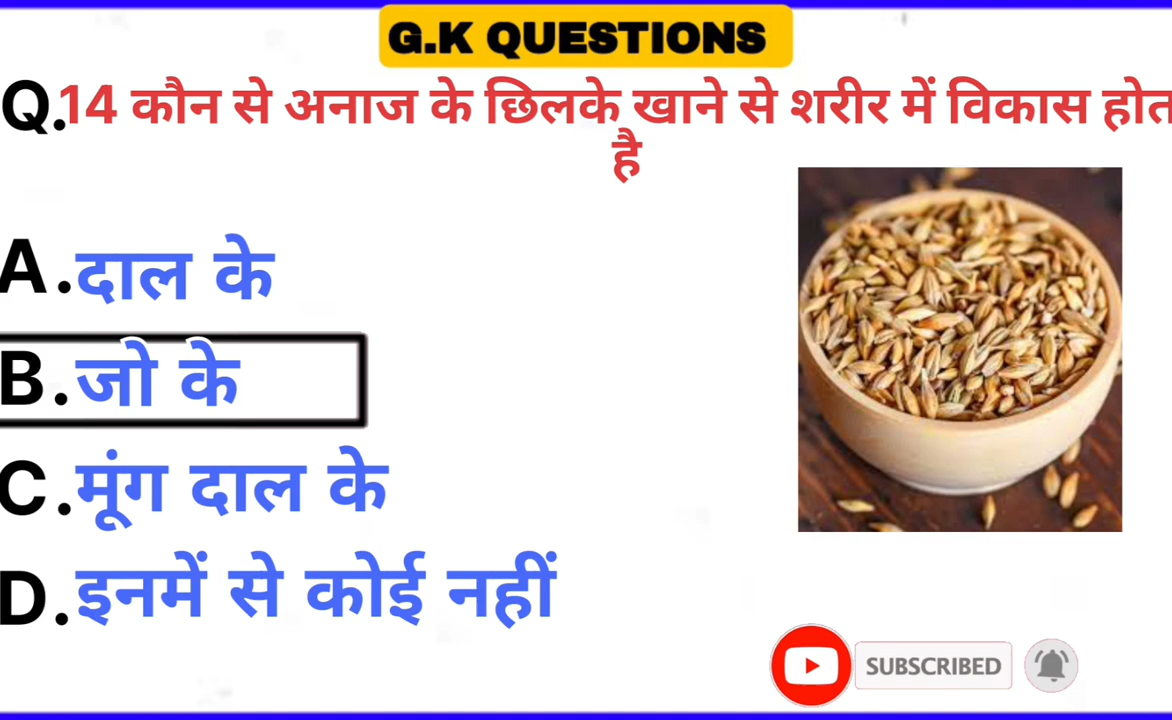 G.K QUESTIONS
Q.14 कौन से अनाज के छिलके खाने से शरीर में विकास होत
है
A.दाल के
B.जो के
C.मूंग दाल के
D.इनमें से कोई नहीं
SUBSCRIBED